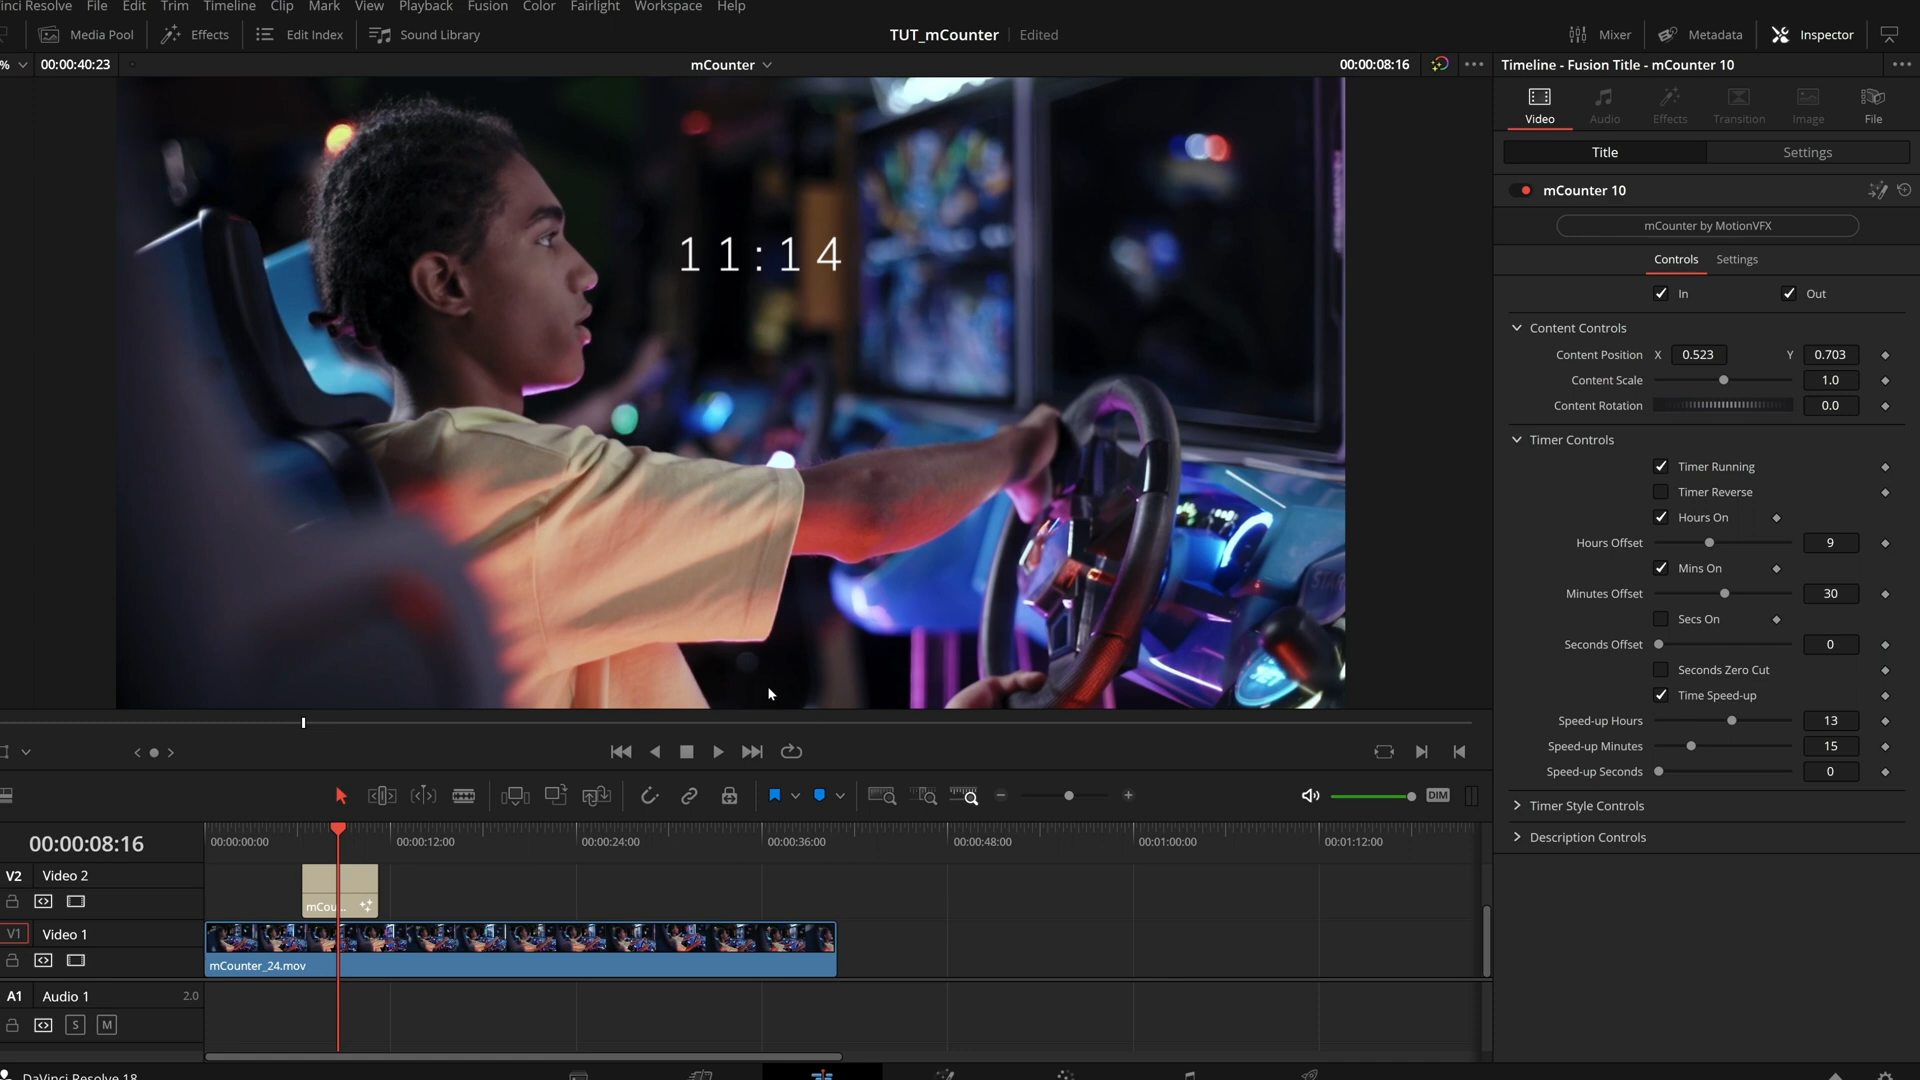 File Edit Trim Timeline Clip Mark View Playback Fusion Color Fairlight Workspace Help
Media Pool Effects Edit Index Sound Library TUT_mCounter Edited Mixer Metadata Inspector
% 00:00:40:23 mCounter 00:00:08:16 Timeline - Fusion Title - mCounter 10
Video Audio Effects Transition Image File
Title Settings
mCounter 10
mCounter by MotionVFX
11:14
Controls Settings
In Out
Content Controls
Content Position X 0.523 Y 0.703
Content Scale 1.0
Content Rotation 0.0
Timer Controls
Timer Running
Timer Reverse
Hours On
Hours Offset 9
Mins On
Minutes Offset 30
Secs On
Seconds Offset 0
Seconds Zero Cut
Time Speed-up
Speed-up Hours 13
Speed-up Minutes 15
Speed-up Seconds 0
Timer Style Controls
Description Controls
DIM
00:00:08:16 00:00:00:00 00:00:12:00 00:00:24:00 00:00:36:00 00:00:48:00 00:01:00:00 00:01:12:00
V2 Video 2
mCou...
V1 Video 1
mCounter_24.mov
A1 Audio 1 2.0
S M
DaVinci Resolve 18